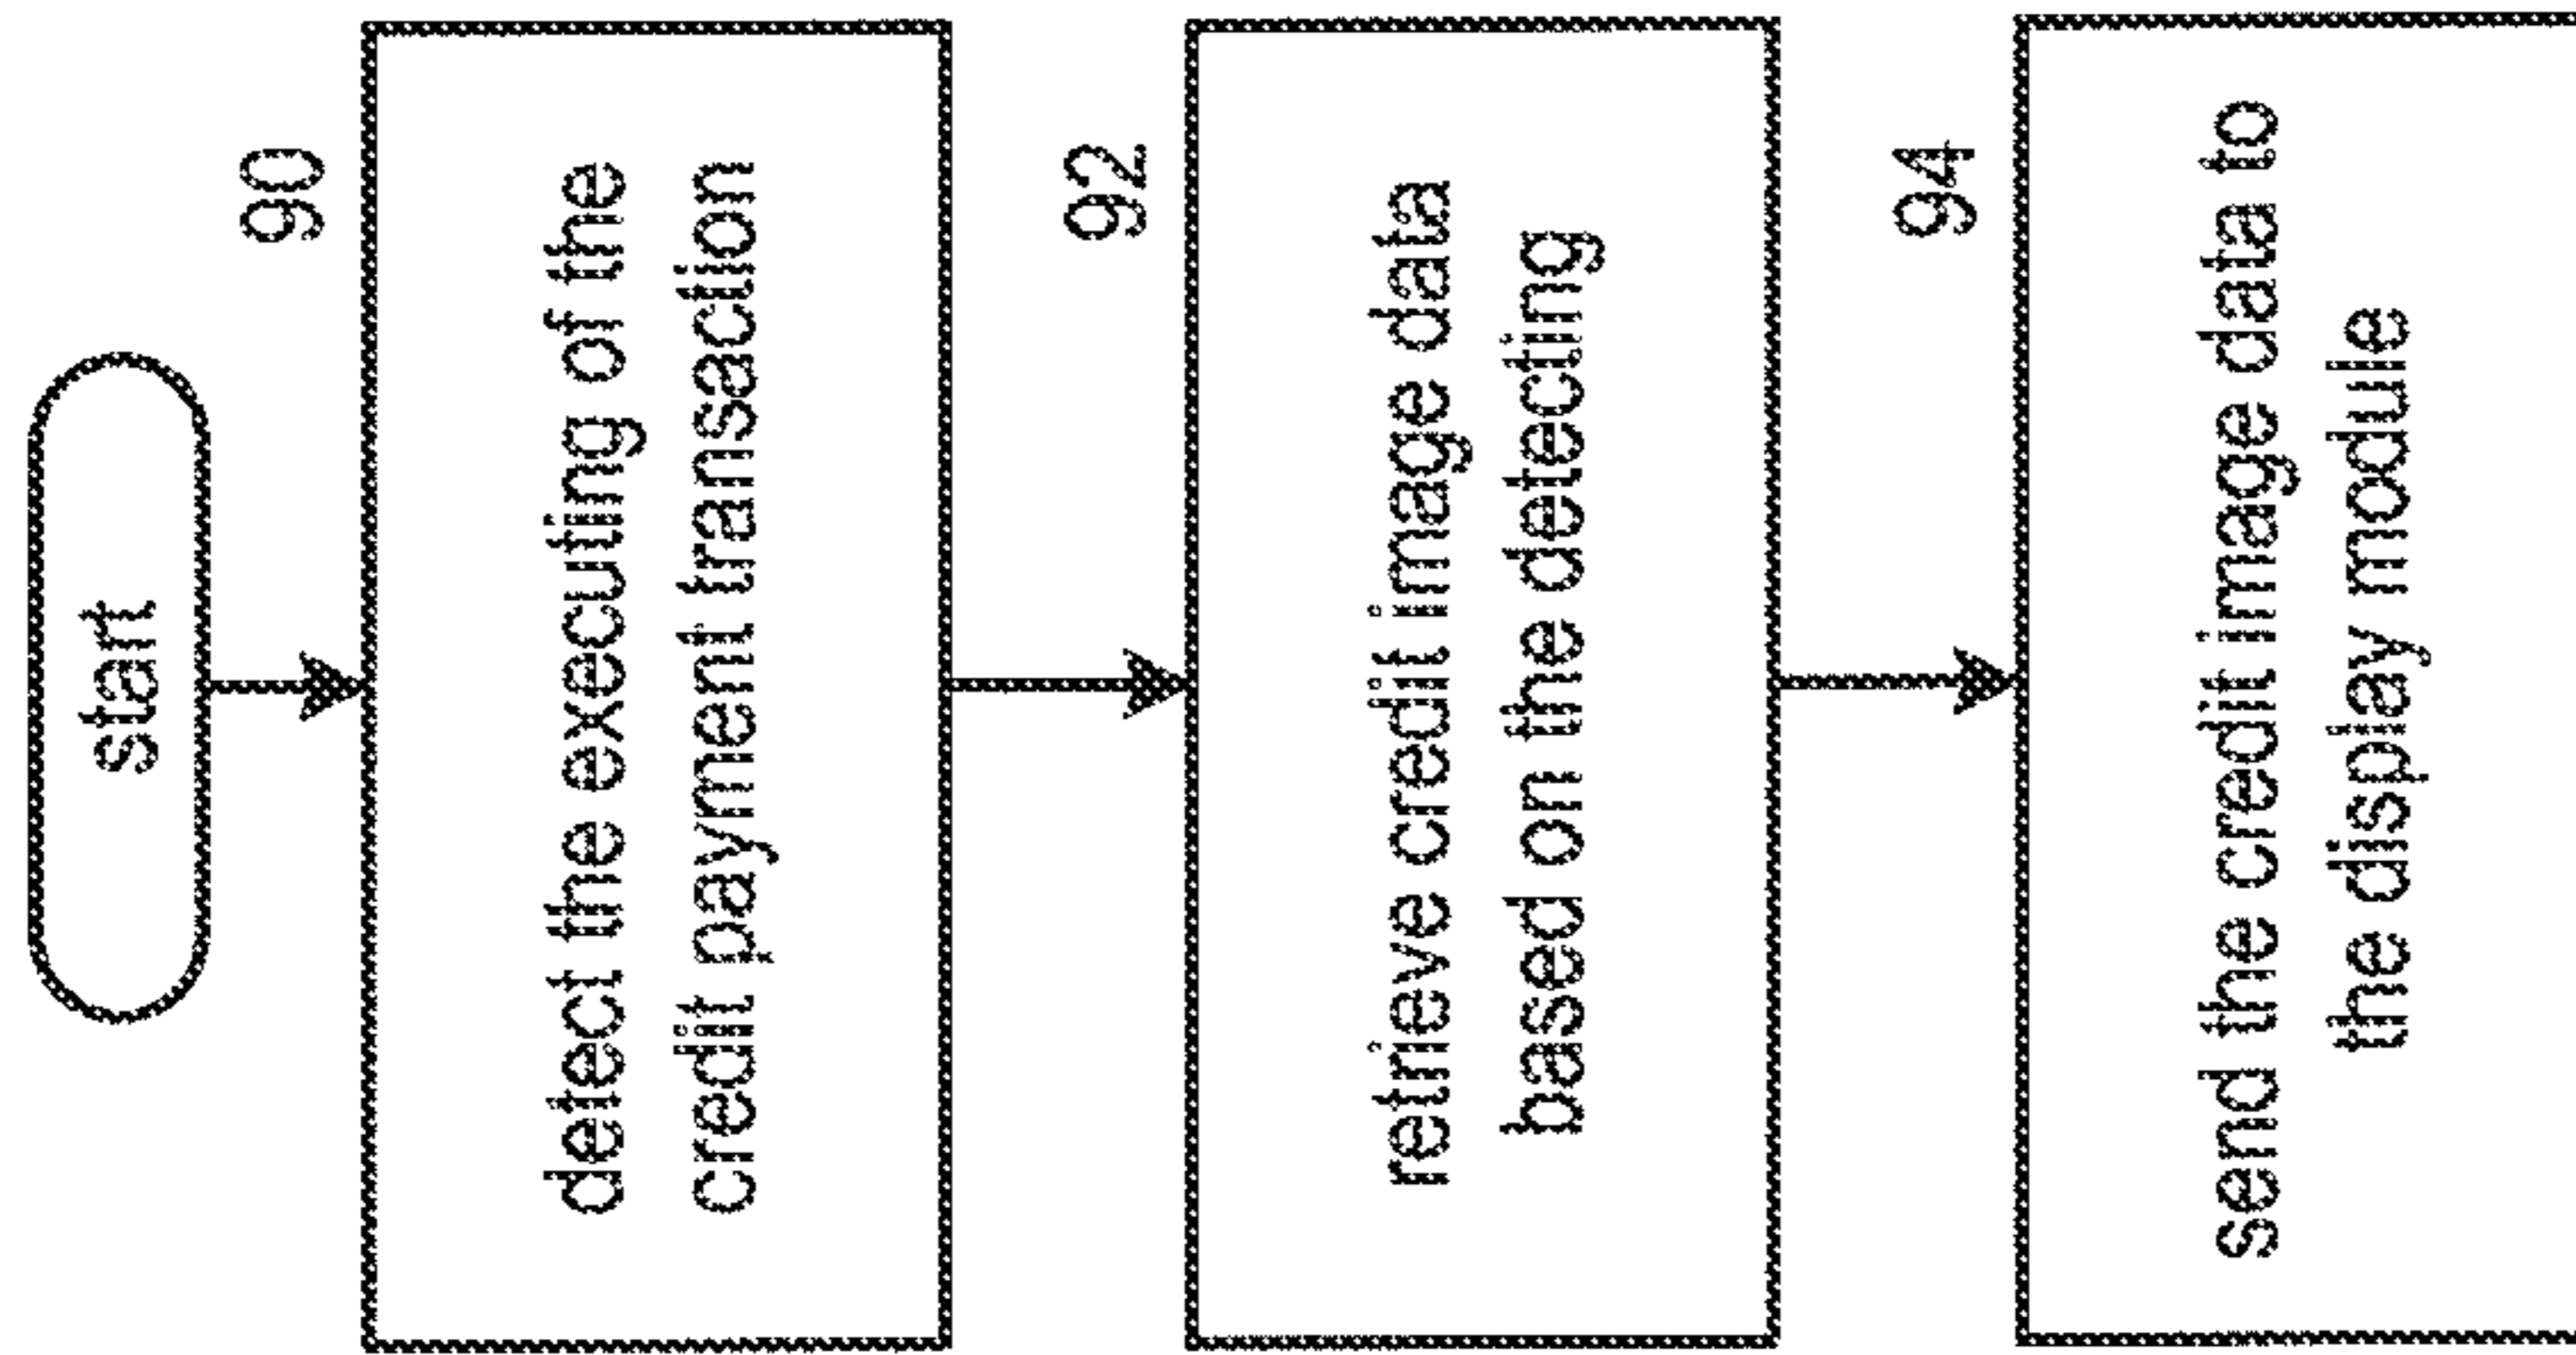 start
90
detect the executing of the
credit payment transaction
92
retrieve credit image data
based on the detecting
94
send the credit image data to
the display module